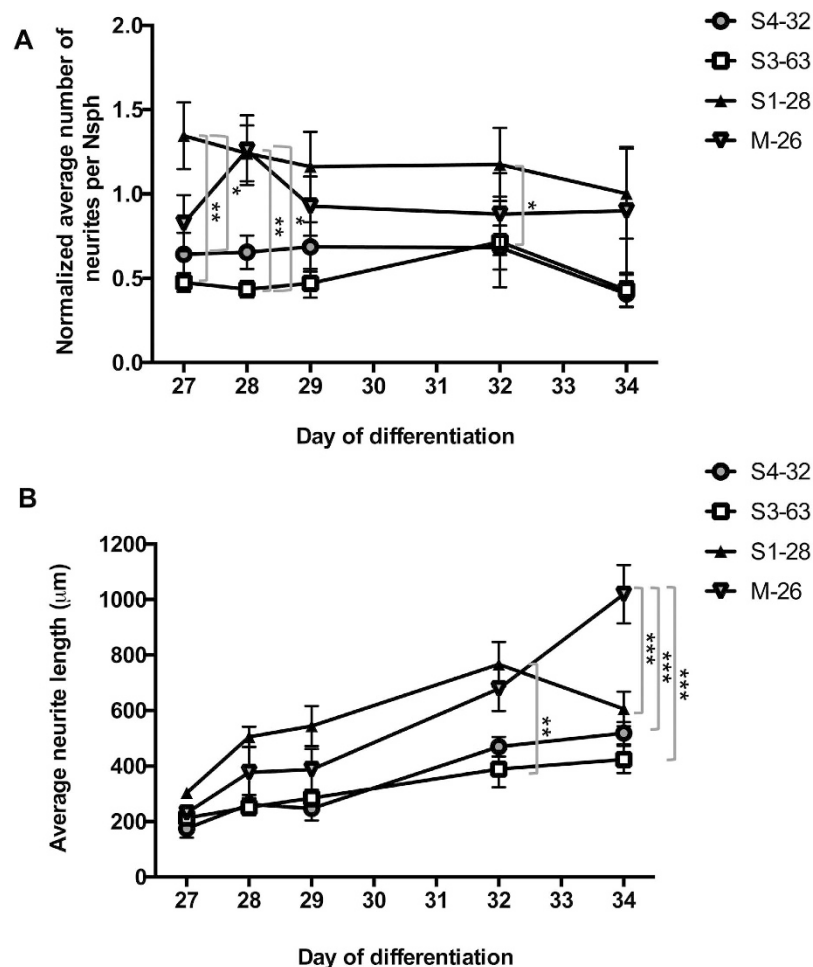 A
Normalized average number of
neurites per Nsph
2.0
1.5
1.0
0.5
0.0
**
*
**
*
*
27 28 29 30 31 32 33 34
Day of differentiation
S4-32
S3-63
S1-28
M-26
B
Average neurite length (μm)
1200
1000
800
600
400
200
0
**
***
***
***
27 28 29 30 31 32 33 34
Day of differentiation
S4-32
S3-63
S1-28
M-26